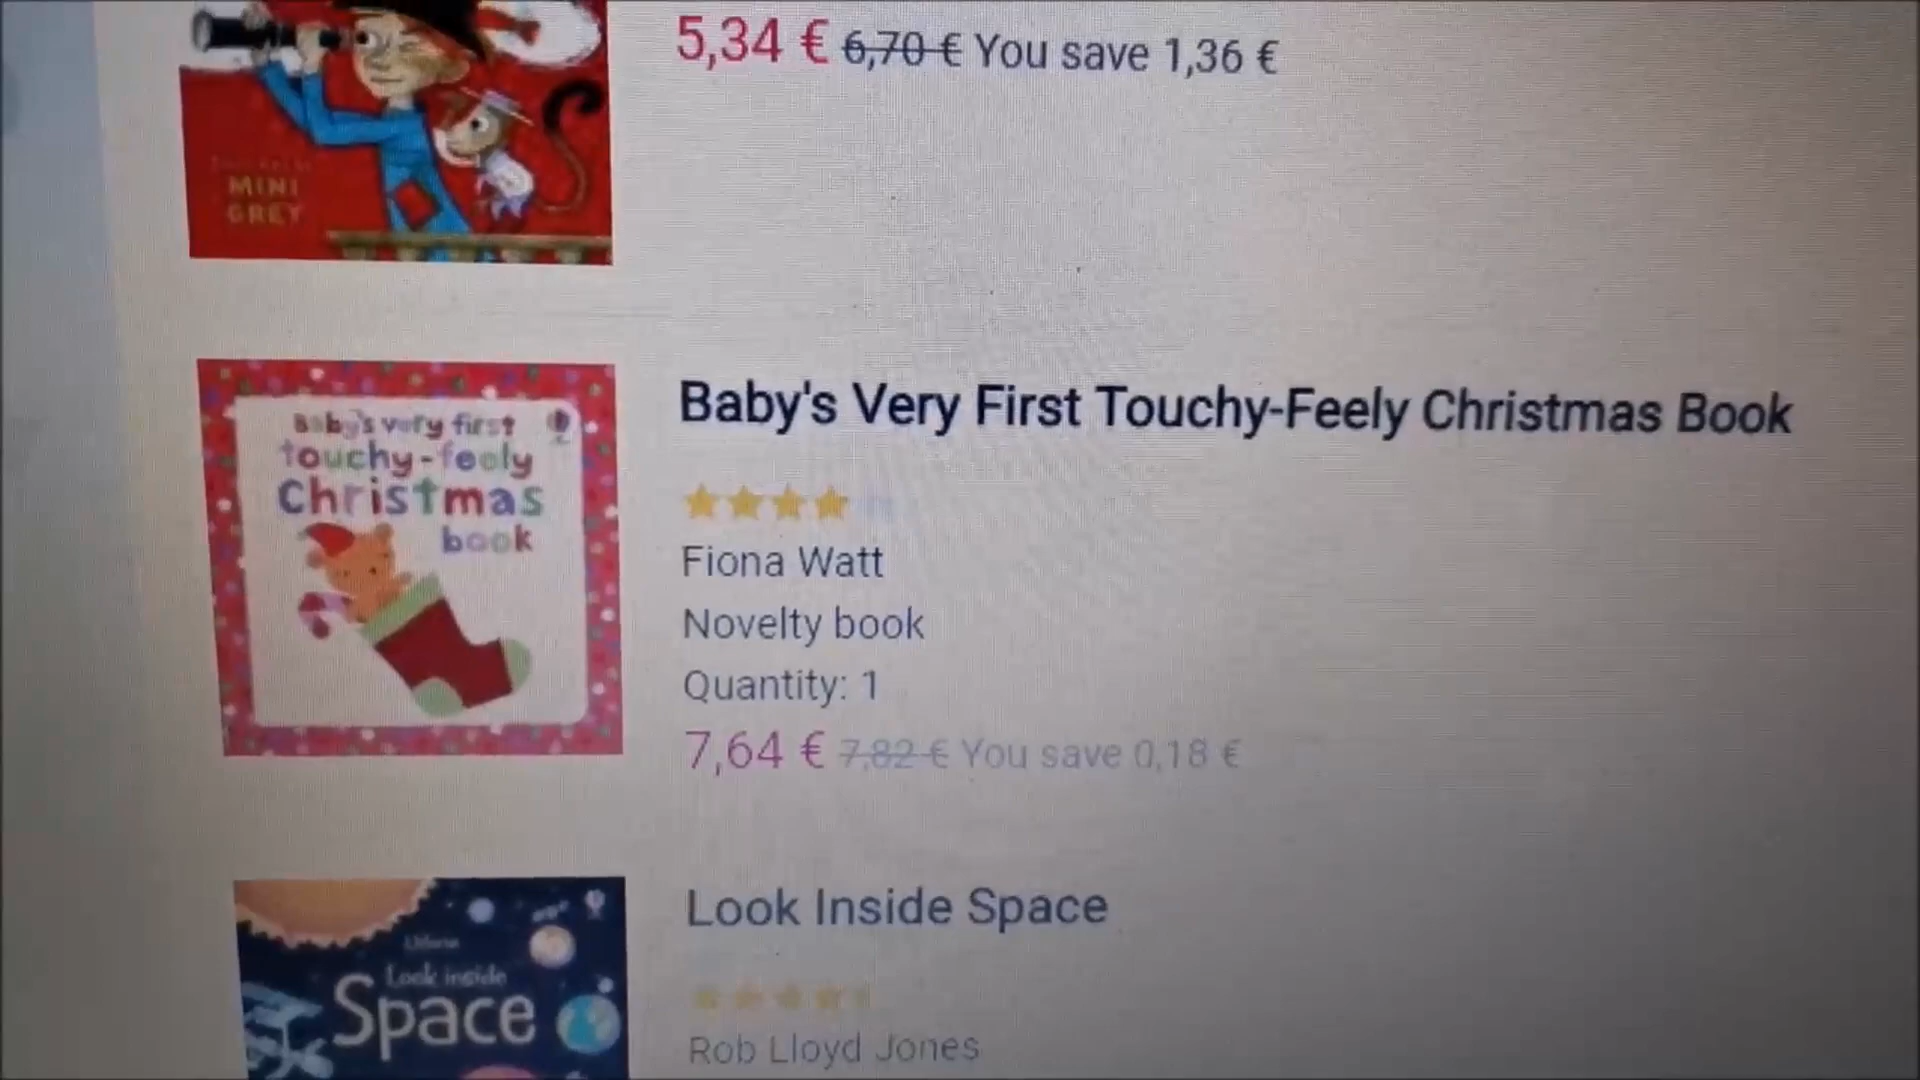 5,34 € 6,70 € You save 1,36 €
MINI
GREY
Baby's very first
touchy-feely
Christmas
book
Baby's Very First Touchy-Feely Christmas Book
Fiona Watt
Novelty book
Quantity: 1
7,64 € 7,82 € You save 0,18 €
Usborne
Look inside
Space
Look Inside Space
Rob Lloyd Jones